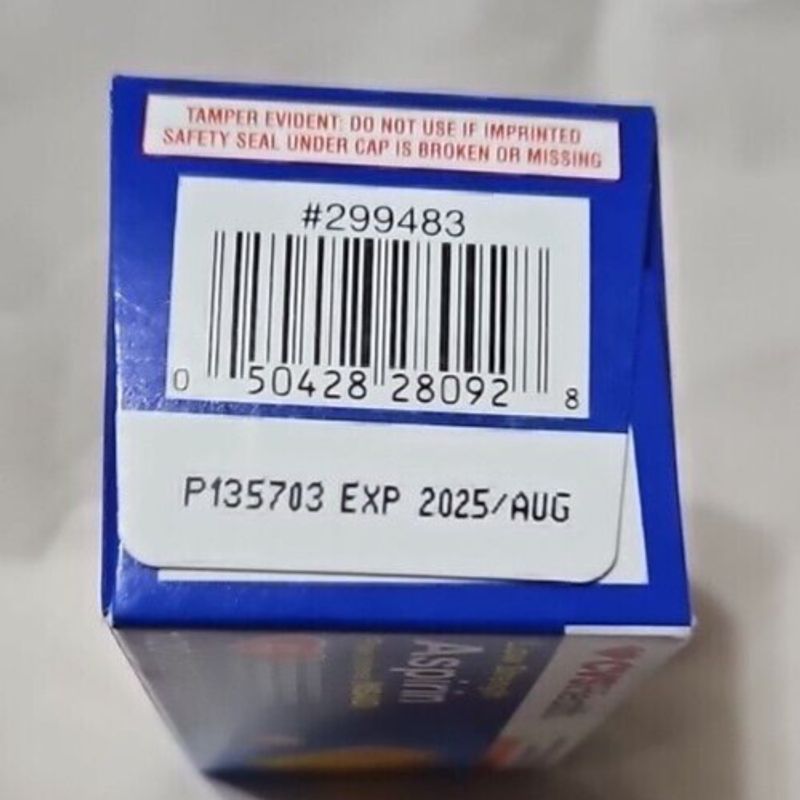 TAMPER EVIDENT: DO NOT USE IF IMPRINTED
SAFETY SEAL UNDER CAP IS BROKEN OR MISSING
#299483
0 50428 28092 8
P135703 EXP 2025/AUG
Aspirin